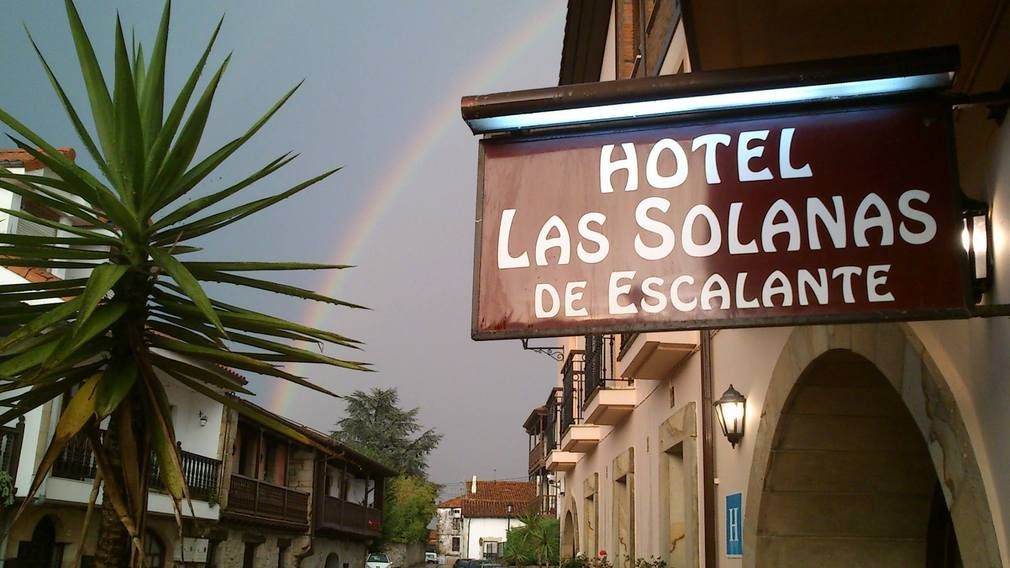 HOTEL
LAS SOLANAS
DE ESCALANTE
H